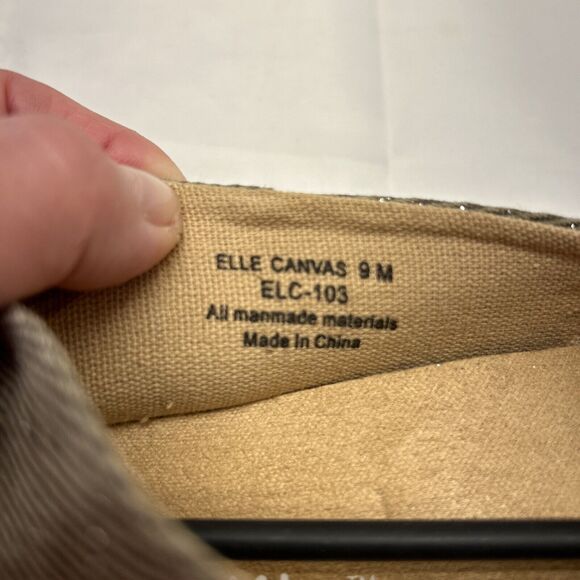 ELLE CANVAS 9 M
ELC-103
All manmade materials
Made In China